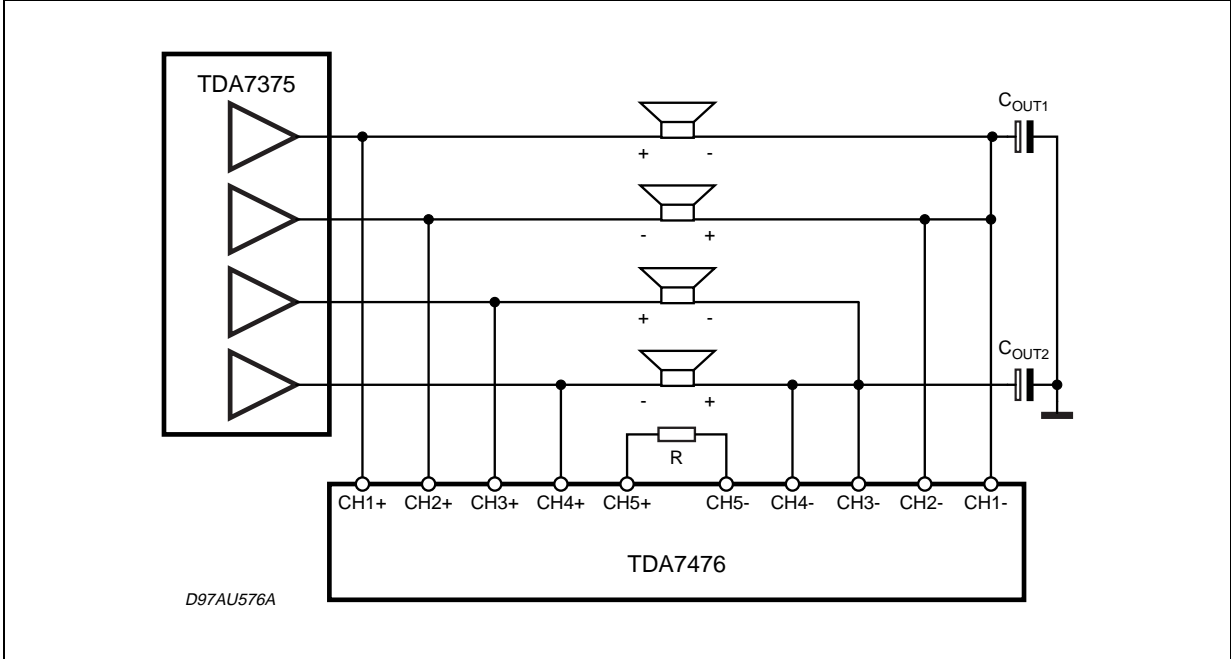 TDA7375
COUT1
+ -
- +
+ -
COUT2
- +
R
CH1+ CH2+ CH3+ CH4+ CH5+ CH5- CH4- CH3- CH2- CH1-
TDA7476
D97AU576A